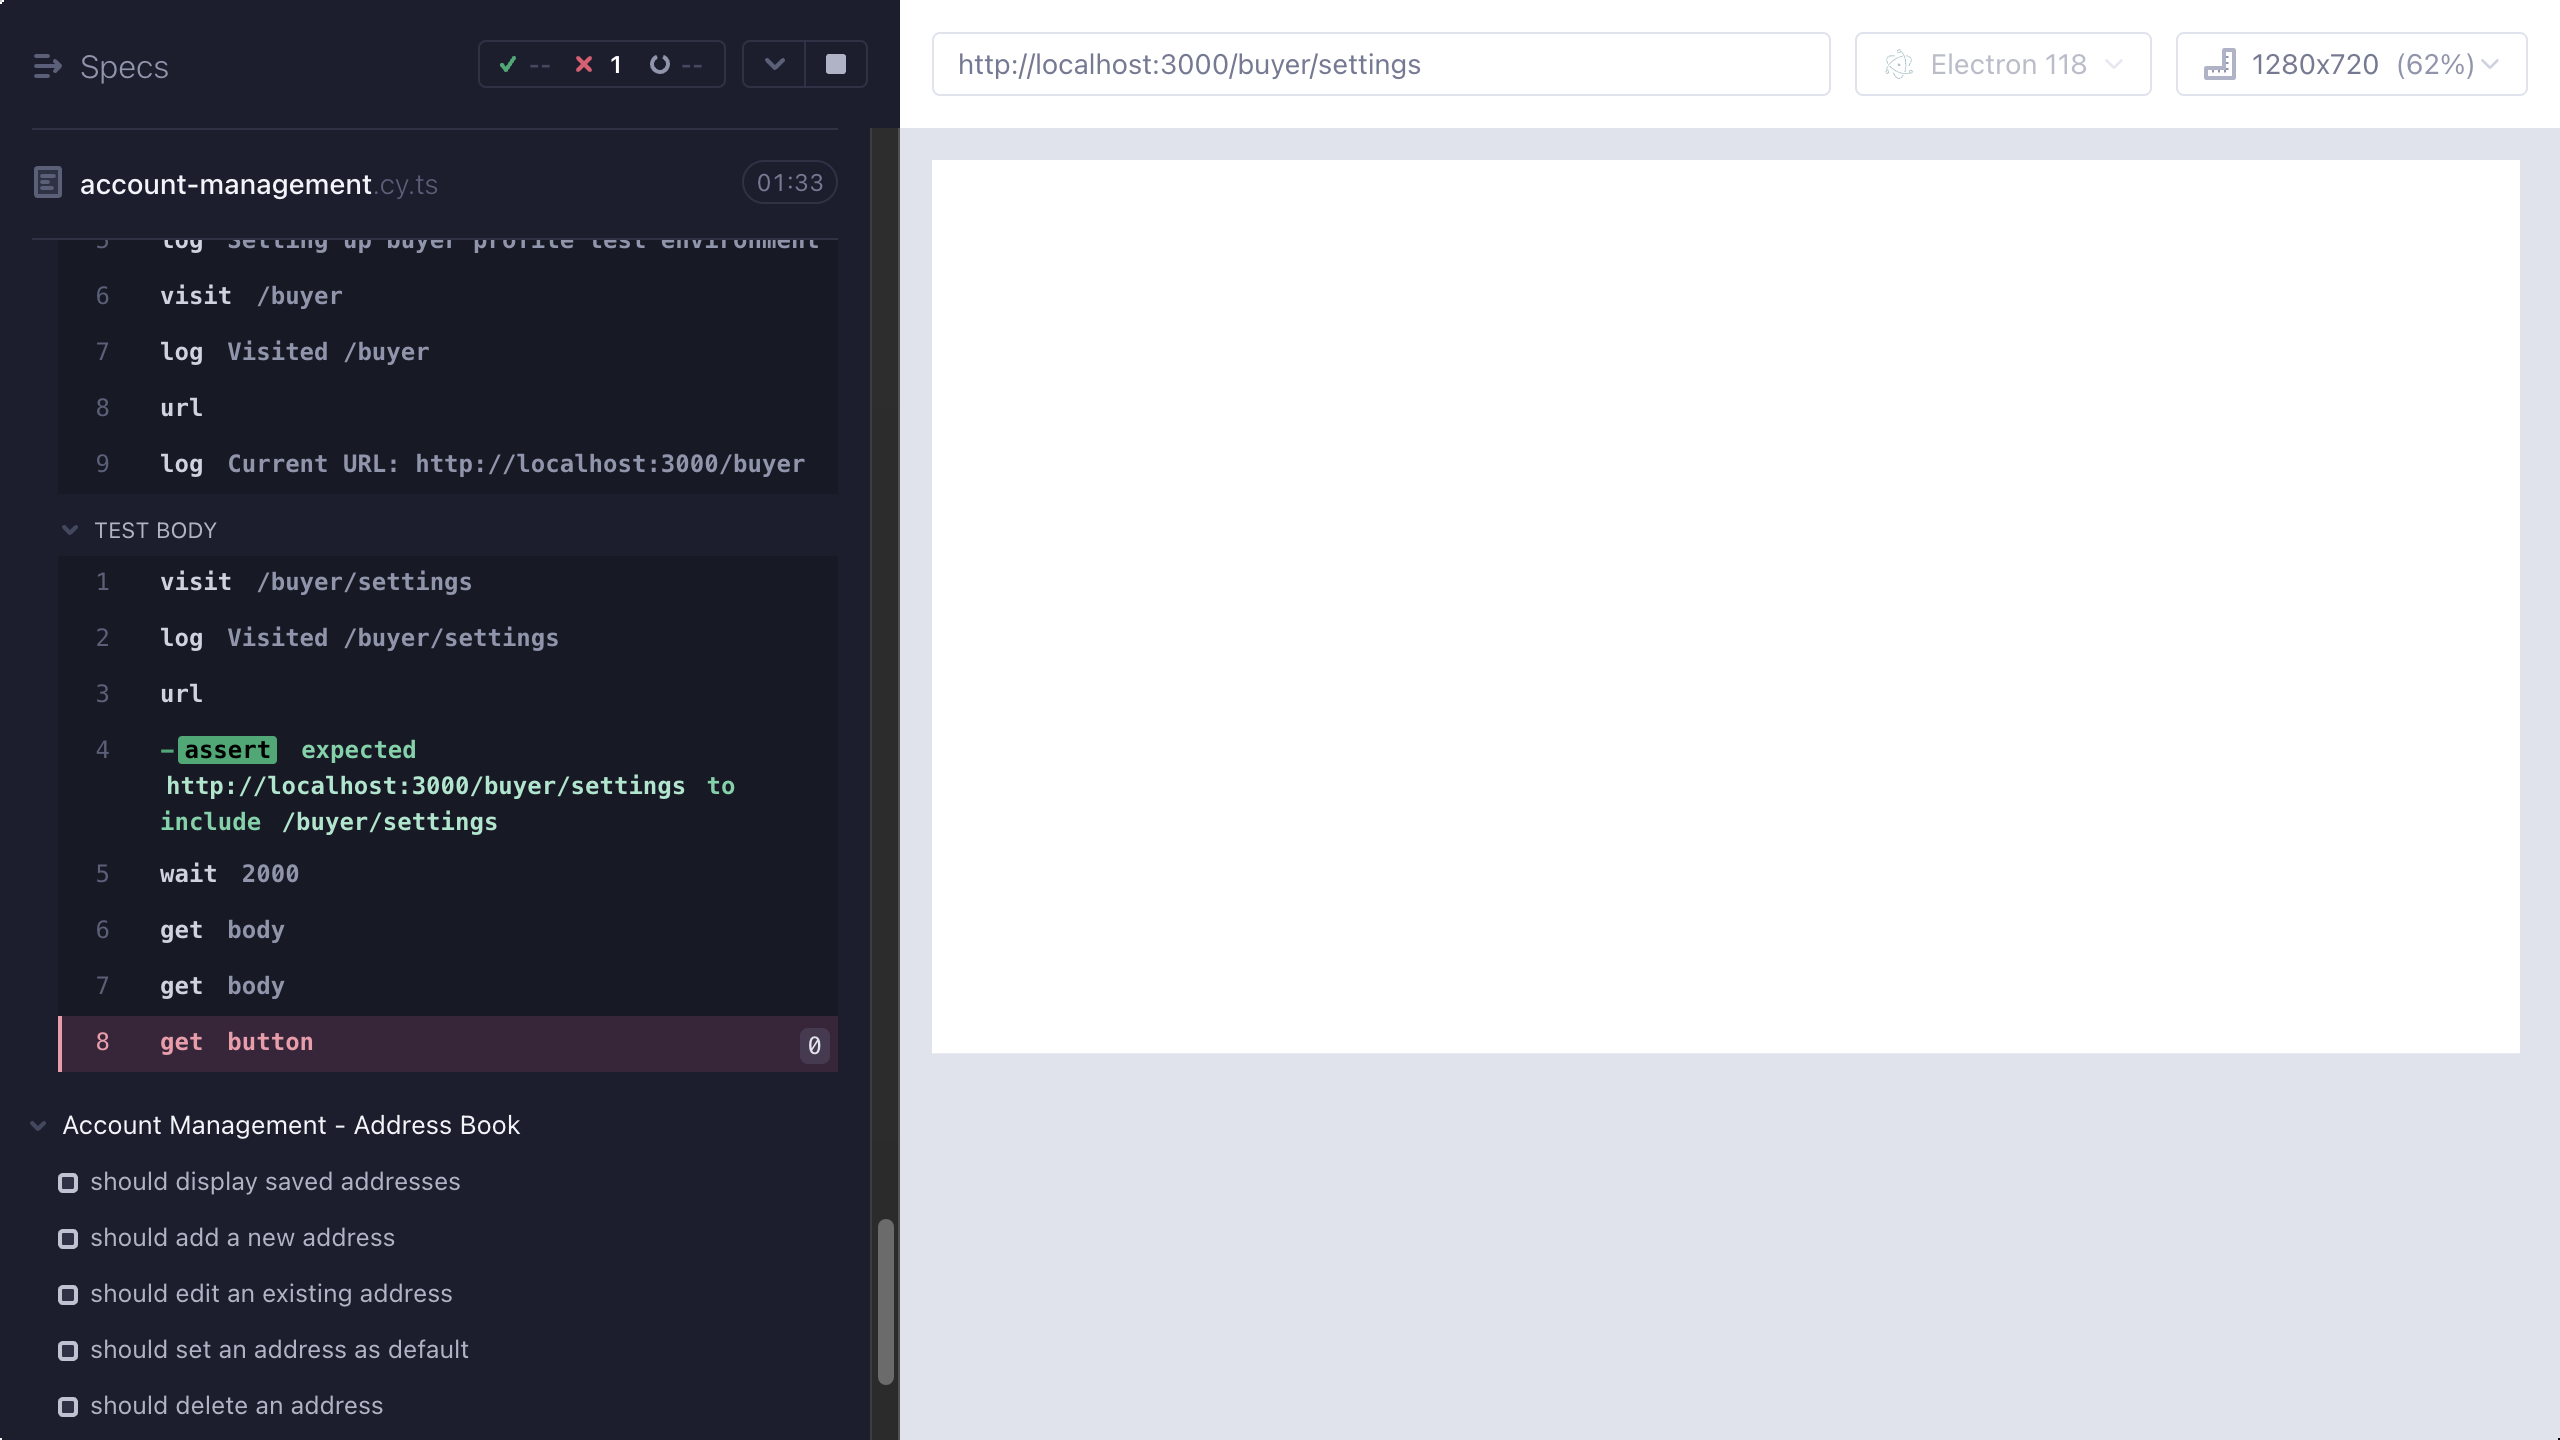 Specs
-- 1 --
http://localhost:3000/buyer/settings
Electron 118
1280x720 (62%)
account-management.cy.ts
01:33
5 log Setting up buyer profile test environment
6 visit /buyer
7 log Visited /buyer
8 url
9 log Current URL: http://localhost:3000/buyer
TEST BODY
1 visit /buyer/settings
2 log Visited /buyer/settings
3 url
4 -assert expected
http://localhost:3000/buyer/settings to
include /buyer/settings
5 wait 2000
6 get body
7 get body
8 get button 0
Account Management - Address Book
should display saved addresses
should add a new address
should edit an existing address
should set an address as default
should delete an address